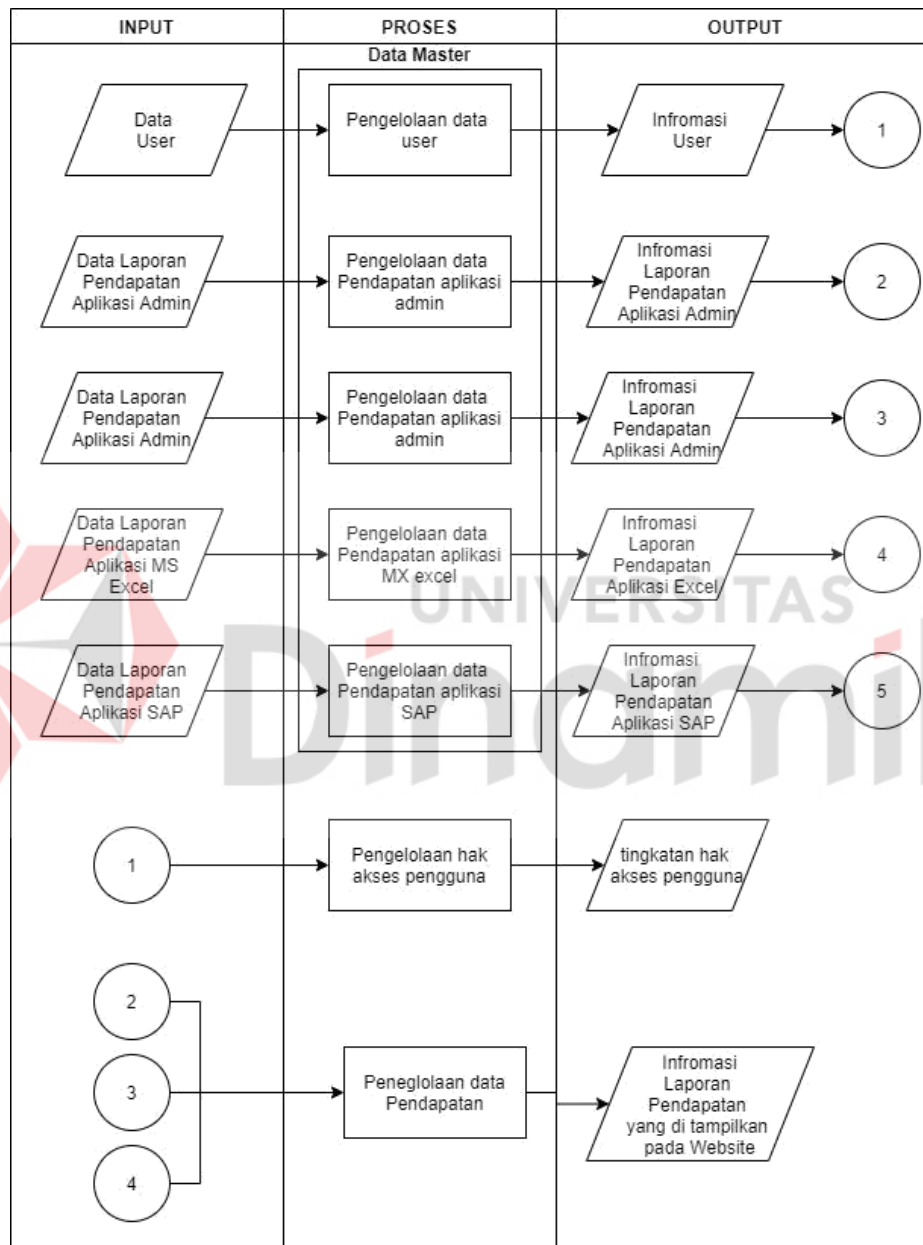 INPUT
PROSES
OUTPUT
Data Master
Data
User
Pengelolaan data
user
Infromasi
User
1
Data Laporan
Pendapatan
Aplikasi Admin
Pengelolaan data
Pendapatan aplikasi
admin
Infromasi
Laporan
Pendapatan
Aplikasi Admin
2
Data Laporan
Pendapatan
Aplikasi Admin
Pengelolaan data
Pendapatan aplikasi
admin
Infromasi
Laporan
Pendapatan
Aplikasi Admin
3
Data Laporan
Pendapatan
Aplikasi MS
Excel
Pengelolaan data
Pendapatan aplikasi
MX excel
Infromasi
Laporan
Pendapatan
Aplikasi Excel
4
UNIVERSITAS
Data Laporan
Pendapatan
Aplikasi SAP
Pengelolaan data
Pendapatan aplikasi
SAP
Infromasi
Laporan
Pendapatan
Aplikasi SAP
5
Dinami
1
Pengelolaan hak
akses pengguna
tingkatan hak
akses pengguna
2
3
4
Peneglolaan data
Pendapatan
Infromasi
Laporan
Pendapatan
yang di tampilkan
pada Website